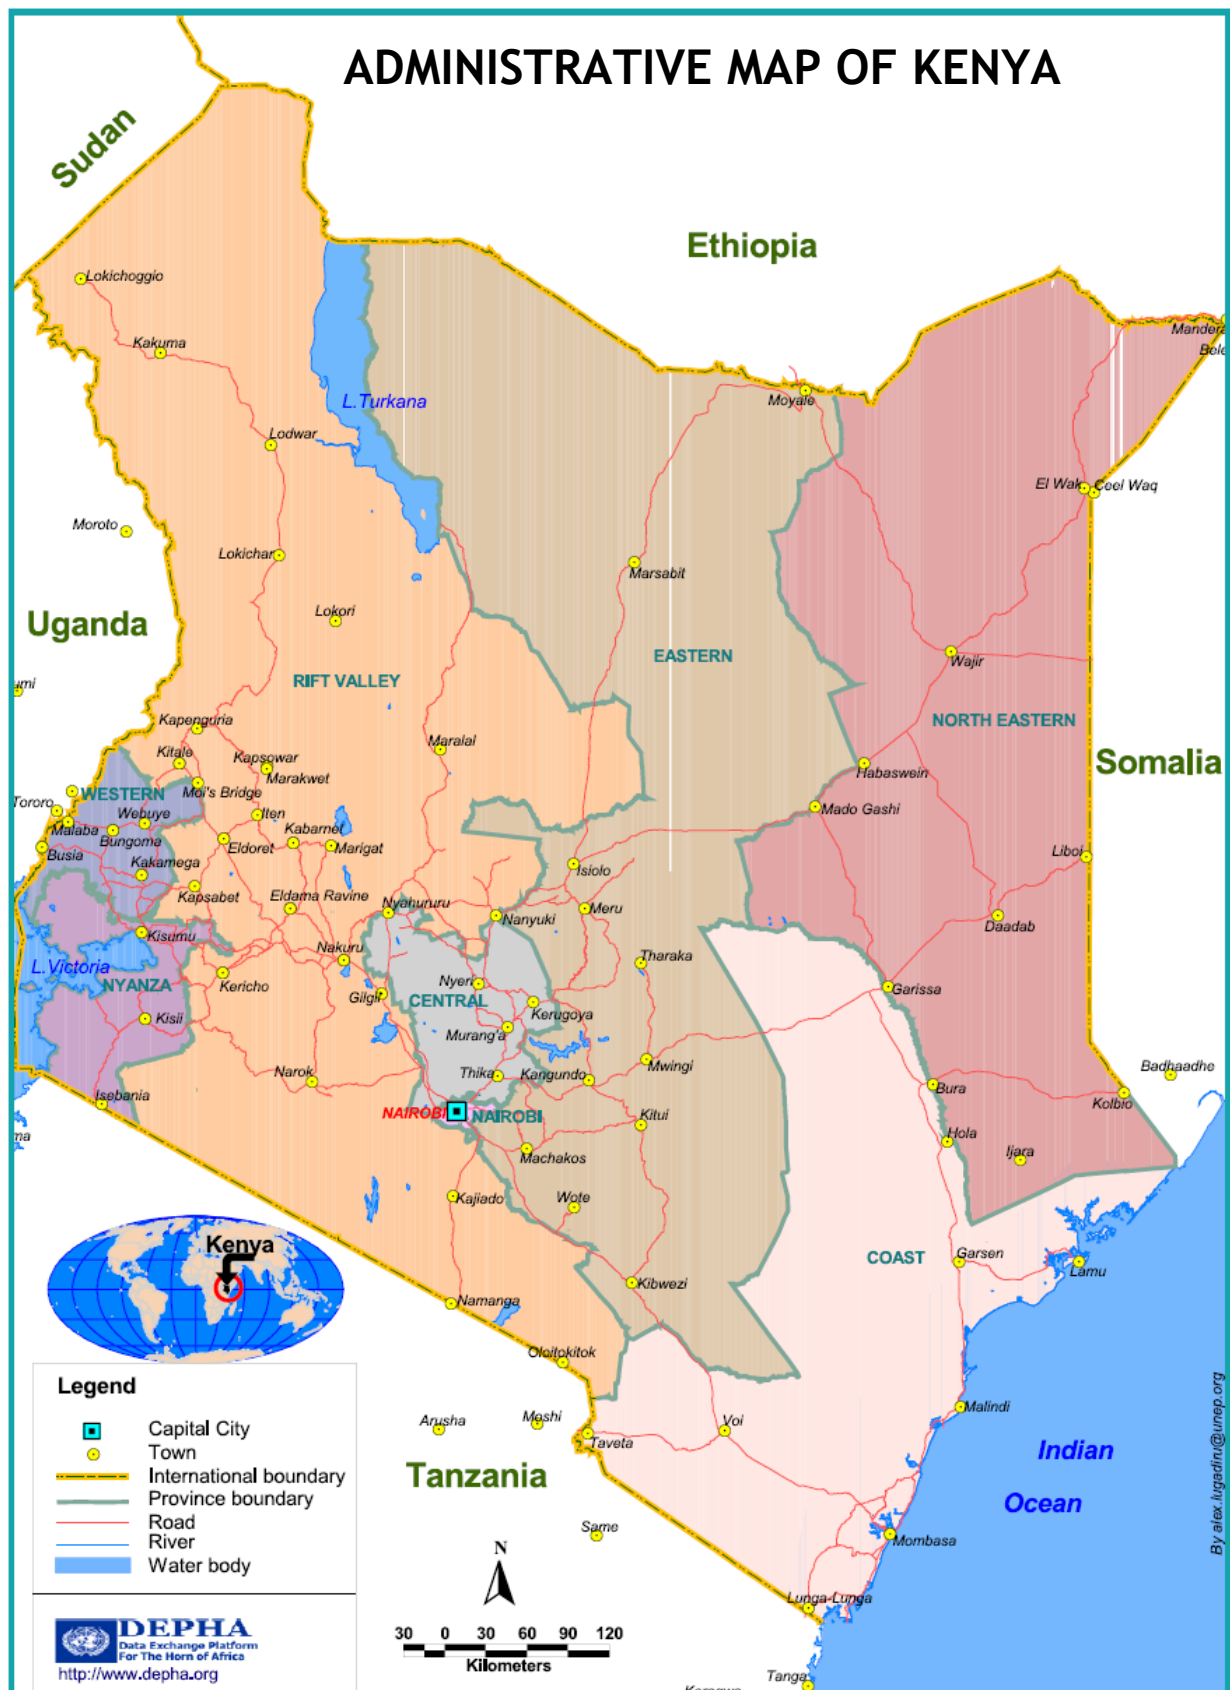 ADMINISTRATIVE MAP OF KENYA
Sudan
Ethiopia
Lokichoggio
Mandera
Kakuma
Bele
L.Turkana
Moyale
Lodwar
El Wak
Ceel Waq
Moroto
Lokichar
Marsabit
Lokori
Uganda
EASTERN
Wajir
RIFT VALLEY
umi
NORTH EASTERN
Kapenguria
Maralal
Kitale
Kapsowar
Somalia
Habaswein
Marakwet
Moi's Bridge
WESTERN
Tororo
Webuye
Iten
Mado Gashi
Malaba
Bungoma
Kabarnet
Eldoret
Marigat
Busia
Liboi
Kakamega
Isiolo
Kapsabet
Eldama Ravine
Nyahururu
Meru
Nanyuki
Daadab
Kisumu
Nakuru
Tharaka
L.Victoria
NYANZA
Kericho
Nyeri
Garissa
Gilgil
CENTRAL
Kerugoya
Kisii
Murang'a
Mwingi
Badhaadhe
Narok
Thika
Kangundo
Bura
Isebania
Kolbio
NAIROBI
NAIROBI
Kitui
ma
Hola
Machakos
Ijara
Kajiado
Wote
Kenya
COAST
Garsen
Lamu
Kibwezi
Namanga
Oloitokitok
Legend
Capital City
Town
International boundary
Province boundary
Road
River
Water body
Arusha
Moshi
Malindi
Voi
Taveta
Tanzania
Indian
Ocean
Same
Mombasa
N
Lunga-Lunga
DEPHA
Data Exchange Platform
For The Horn of Africa
http://www.depha.org
30 0 30 60 90 120
Kilometers
Tanga
By alex.lugadiru@unep.org